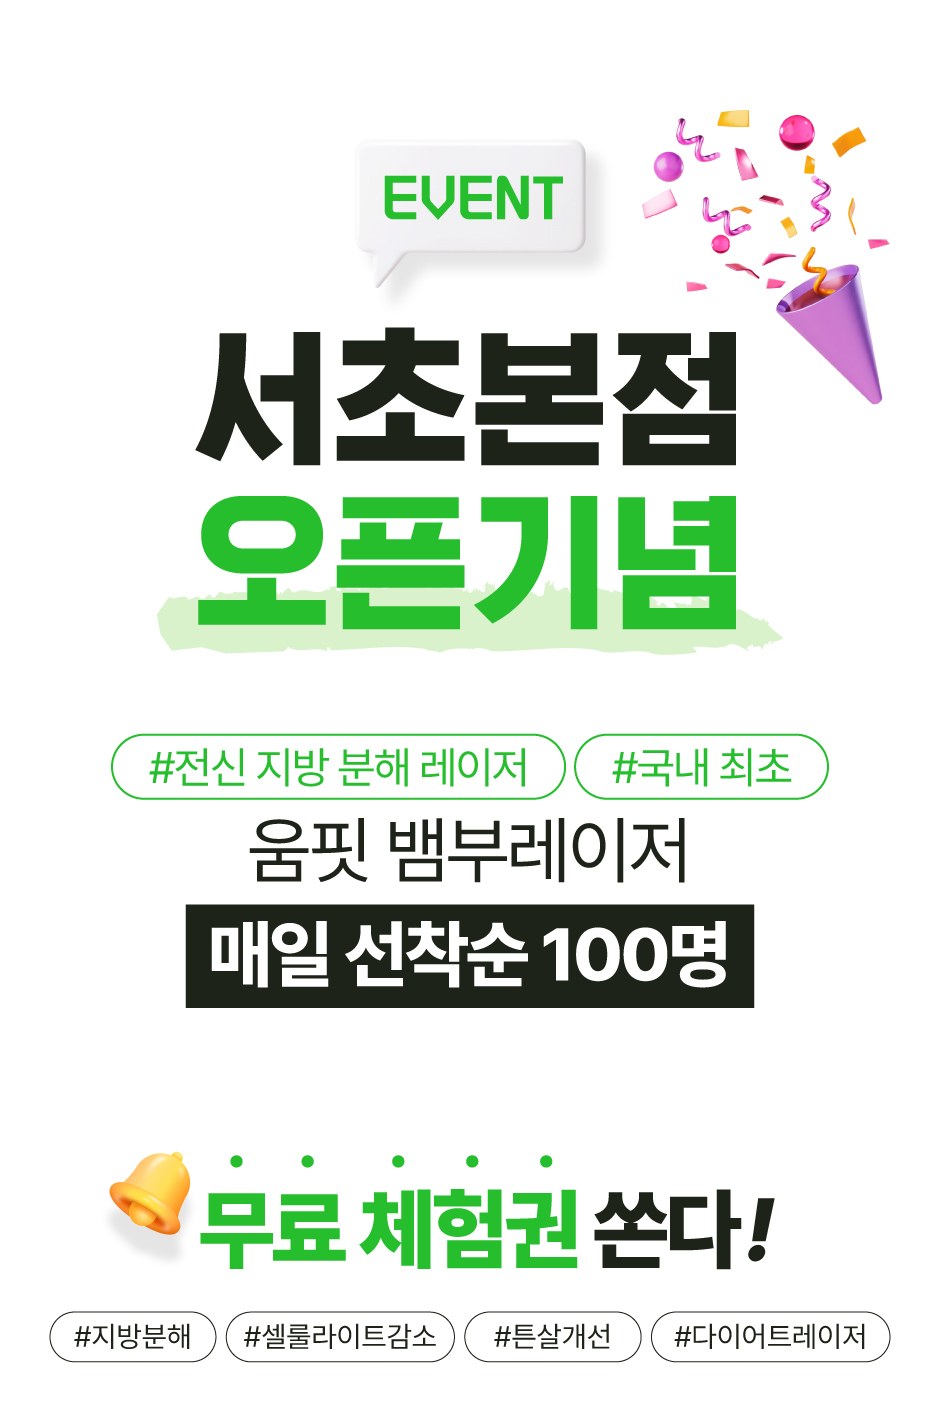 EVENT
서초본점
오픈기념
#전신 지방 분해 레이저 #국내 최초
움핏 뱀부레이저
매일 선착순 100명
무료 체험권 쏜다!
#지방분해 #셀룰라이트감소 #튼살개선 #다이어트레이저